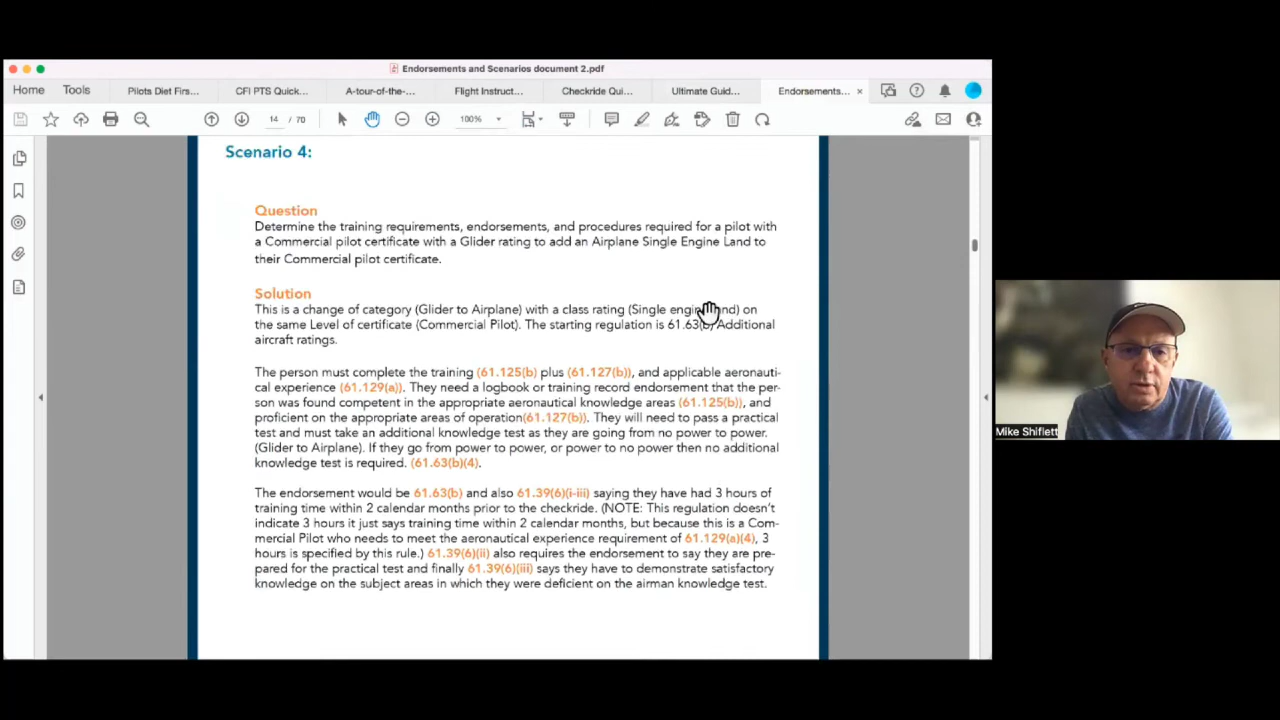 Endorsements and Scenarios document 2.pdf
Home Tools Pilots Diet Firs... CFI PTS Quick... A-tour-of-the-... Flight Instruct... Checkride Qui... Ultimate Guid... Endorsements... ×
14 / 70 100%
Scenario 4:
Question
Determine the training requirements, endorsements, and procedures required for a pilot with
a Commercial pilot certificate with a Glider rating to add an Airplane Single Engine Land to
their Commercial pilot certificate.
Solution
This is a change of category (Glider to Airplane) with a class rating (Single engine land) on
the same Level of certificate (Commercial Pilot). The starting regulation is 61.63(b) Additional
aircraft ratings.
The person must complete the training (61.125(b) plus (61.127(b)), and applicable aeronauti-
cal experience (61.129(a)). They need a logbook or training record endorsement that the per-
son was found competent in the appropriate aeronautical knowledge areas (61.125(b)), and
proficient on the appropriate areas of operation(61.127(b)). They will need to pass a practical
test and must take an additional knowledge test as they are going from no power to power.
(Glider to Airplane). If they go from power to power, or power to no power then no additional
knowledge test is required. (61.63(b)(4).
The endorsement would be 61.63(b) and also 61.39(6)(i-iii) saying they have had 3 hours of
training time within 2 calendar months prior to the checkride. (NOTE: This regulation doesn't
indicate 3 hours it just says training time within 2 calendar months, but because this is a Com-
mercial Pilot who needs to meet the aeronautical experience requirement of 61.129(a)(4), 3
hours is specified by this rule.) 61.39(6)(ii) also requires the endorsement to say they are pre-
pared for the practical test and finally 61.39(6)(iii) says they have to demonstrate satisfactory
knowledge on the subject areas in which they were deficient on the airman knowledge test.
Mike Shiflett